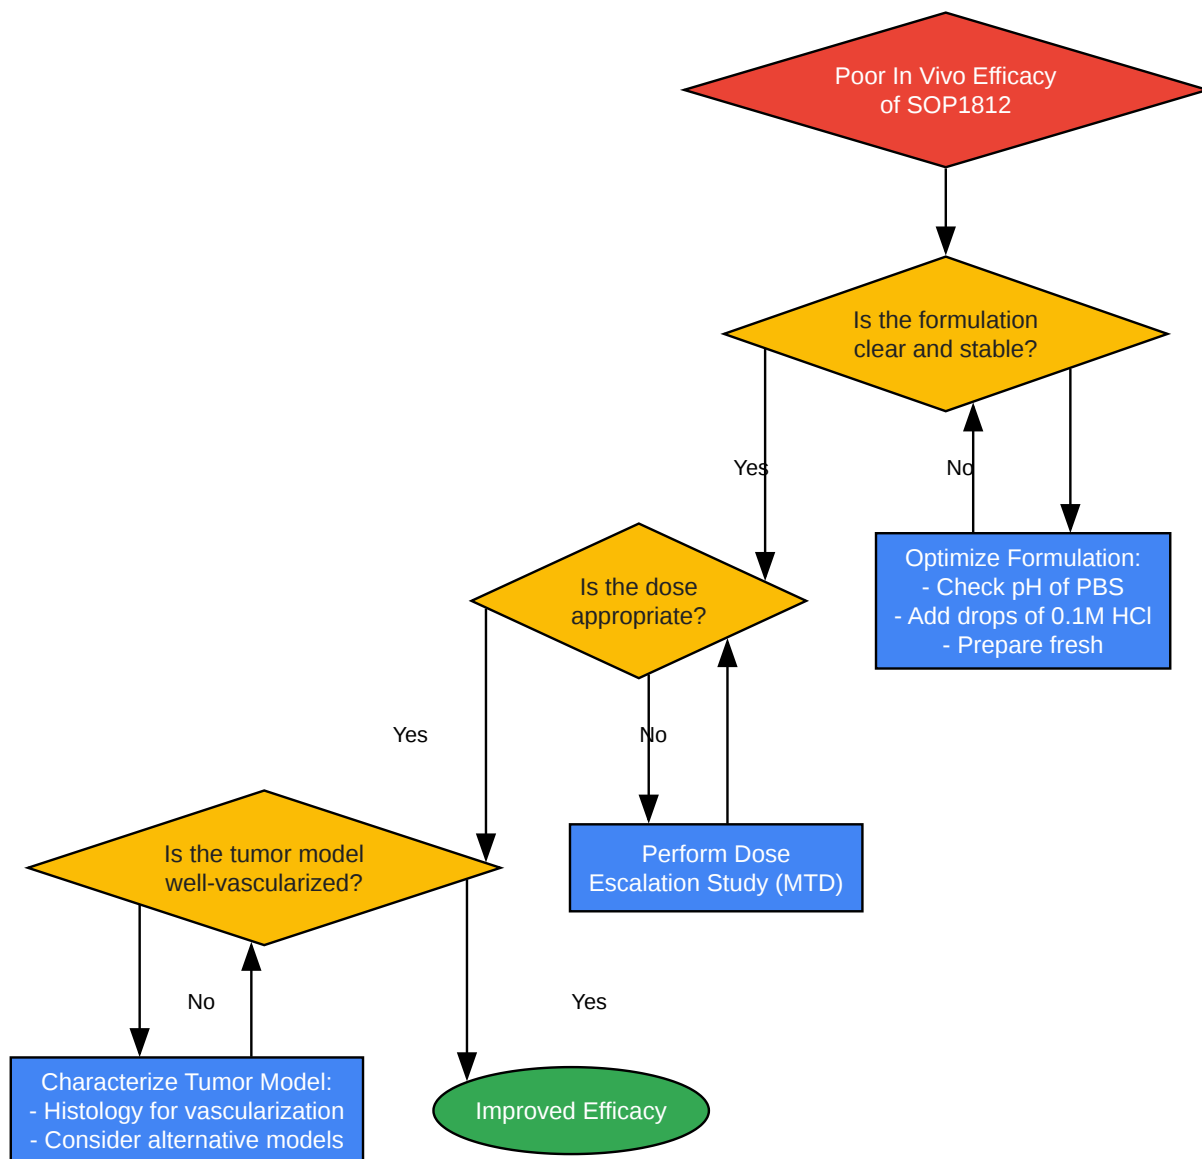 Poor In Vivo Efficacy
of SOP1812
Is the formulation
clear and stable?
Yes
No
Optimize Formulation:
- Check pH of PBS
- Add drops of 0.1M HCl
- Prepare fresh
Is the dose
appropriate?
Yes
No
Perform Dose
Escalation Study (MTD)
Is the tumor model
well-vascularized?
No
Yes
Characterize Tumor Model:
- Histology for vascularization
- Consider alternative models
Improved Efficacy